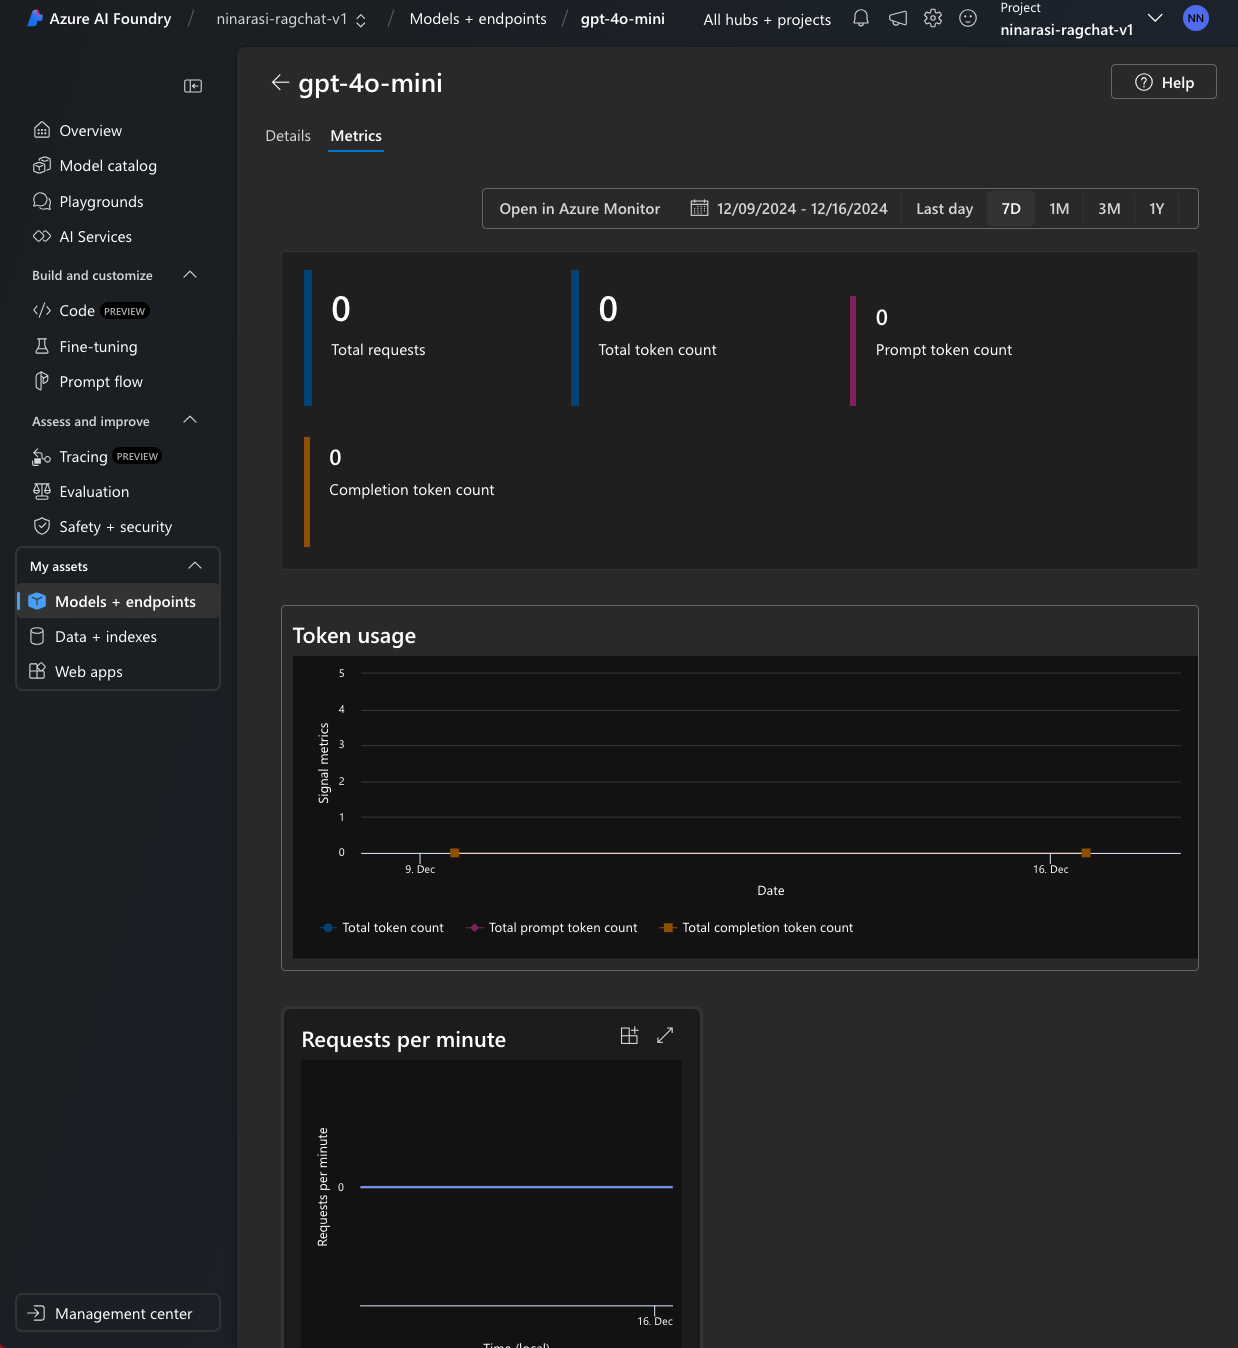 Azure AI Foundry / ninarasi-ragchat-v1 / Models + endpoints / gpt-4o-mini All hubs + projects Project
ninarasi-ragchat-v1
NN
Overview
Model catalog
Playgrounds
AI Services
Build and customize
Code PREVIEW
Fine-tuning
Prompt flow
Assess and improve
Tracing PREVIEW
Evaluation
Safety + security
My assets
Models + endpoints
Data + indexes
Web apps
Management center
gpt-4o-mini
Help
Details Metrics
Open in Azure Monitor 12/09/2024 - 12/16/2024 Last day 7D 1M 3M 1Y
0
Total requests
0
Total token count
0
Prompt token count
0
Completion token count
Token usage
Signal metrics
5
4
3
2
1
0
9. Dec 16. Dec
Date
Total token count Total prompt token count Total completion token count
Requests per minute
Requests per minute
0
16. Dec
Time (local)